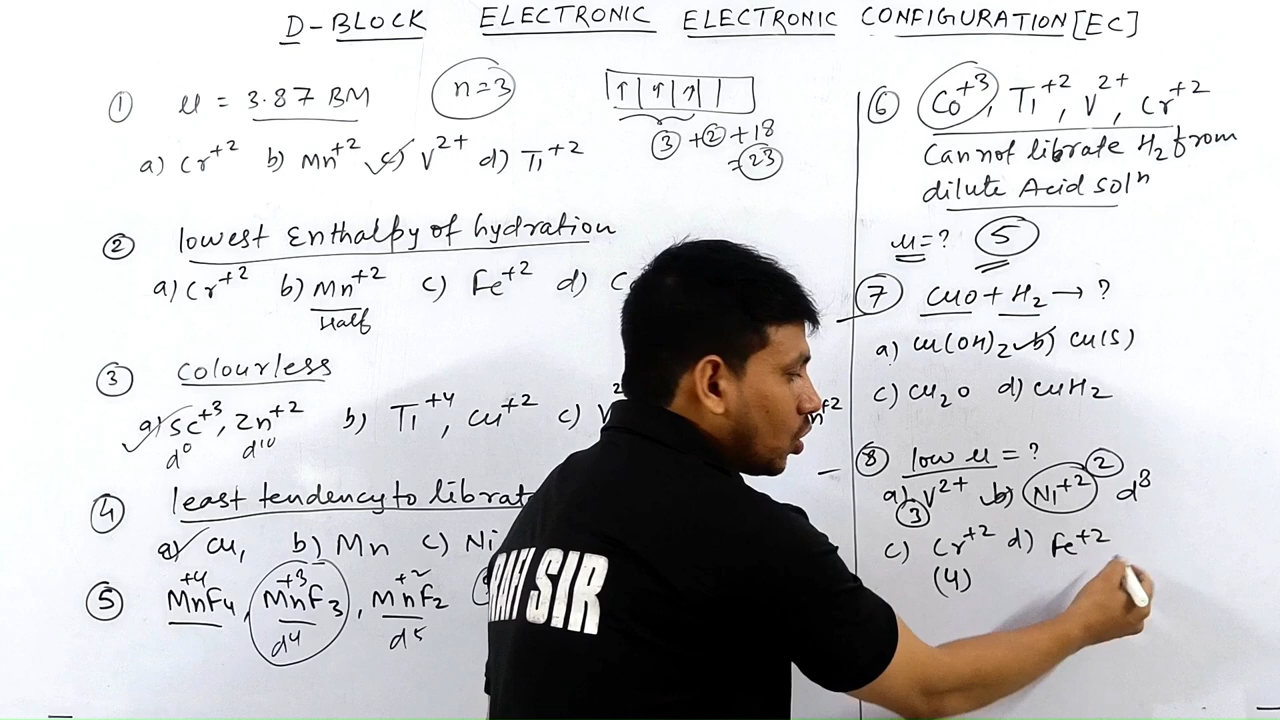 D-BLOCK ELECTRONIC ELECTRONIC CONFIGURATION [EC]
① μ = 3.87 BM n=3
↑ ↑ ↑
③ + ② + 18
= 23
a) Cr+2 b) Mn+2 c) V2+ d) Ti+2
② lowest Enthalpy of hydration
a) Cr+2 b) Mn+2 c) Fe+2 d) C
Half
③ colourless
a) Sc+3, Zn+2 b) Ti+4, Cu+2 c) V2
d0 d10
④ least tendency to librat
a) Cu, b) Mn c) Ni
⑤ MnF4, MnF3, MnF2
+4 +3 +2
d4 d5
⑥ Co+3, Ti+2, V2+, Cr+2
Cannot librate H2 from
dilute Acid soln
μ = ? 5
⑦ CuO + H2 → ?
a) Cu(OH)2 b) Cu(S)
c) Cu2O d) CuH2
⑧ low μ = ?
a) V2+ b) Ni+2 ② d8
③
c) Cr+2 d) Fe+2
(4)
RAFI SIR